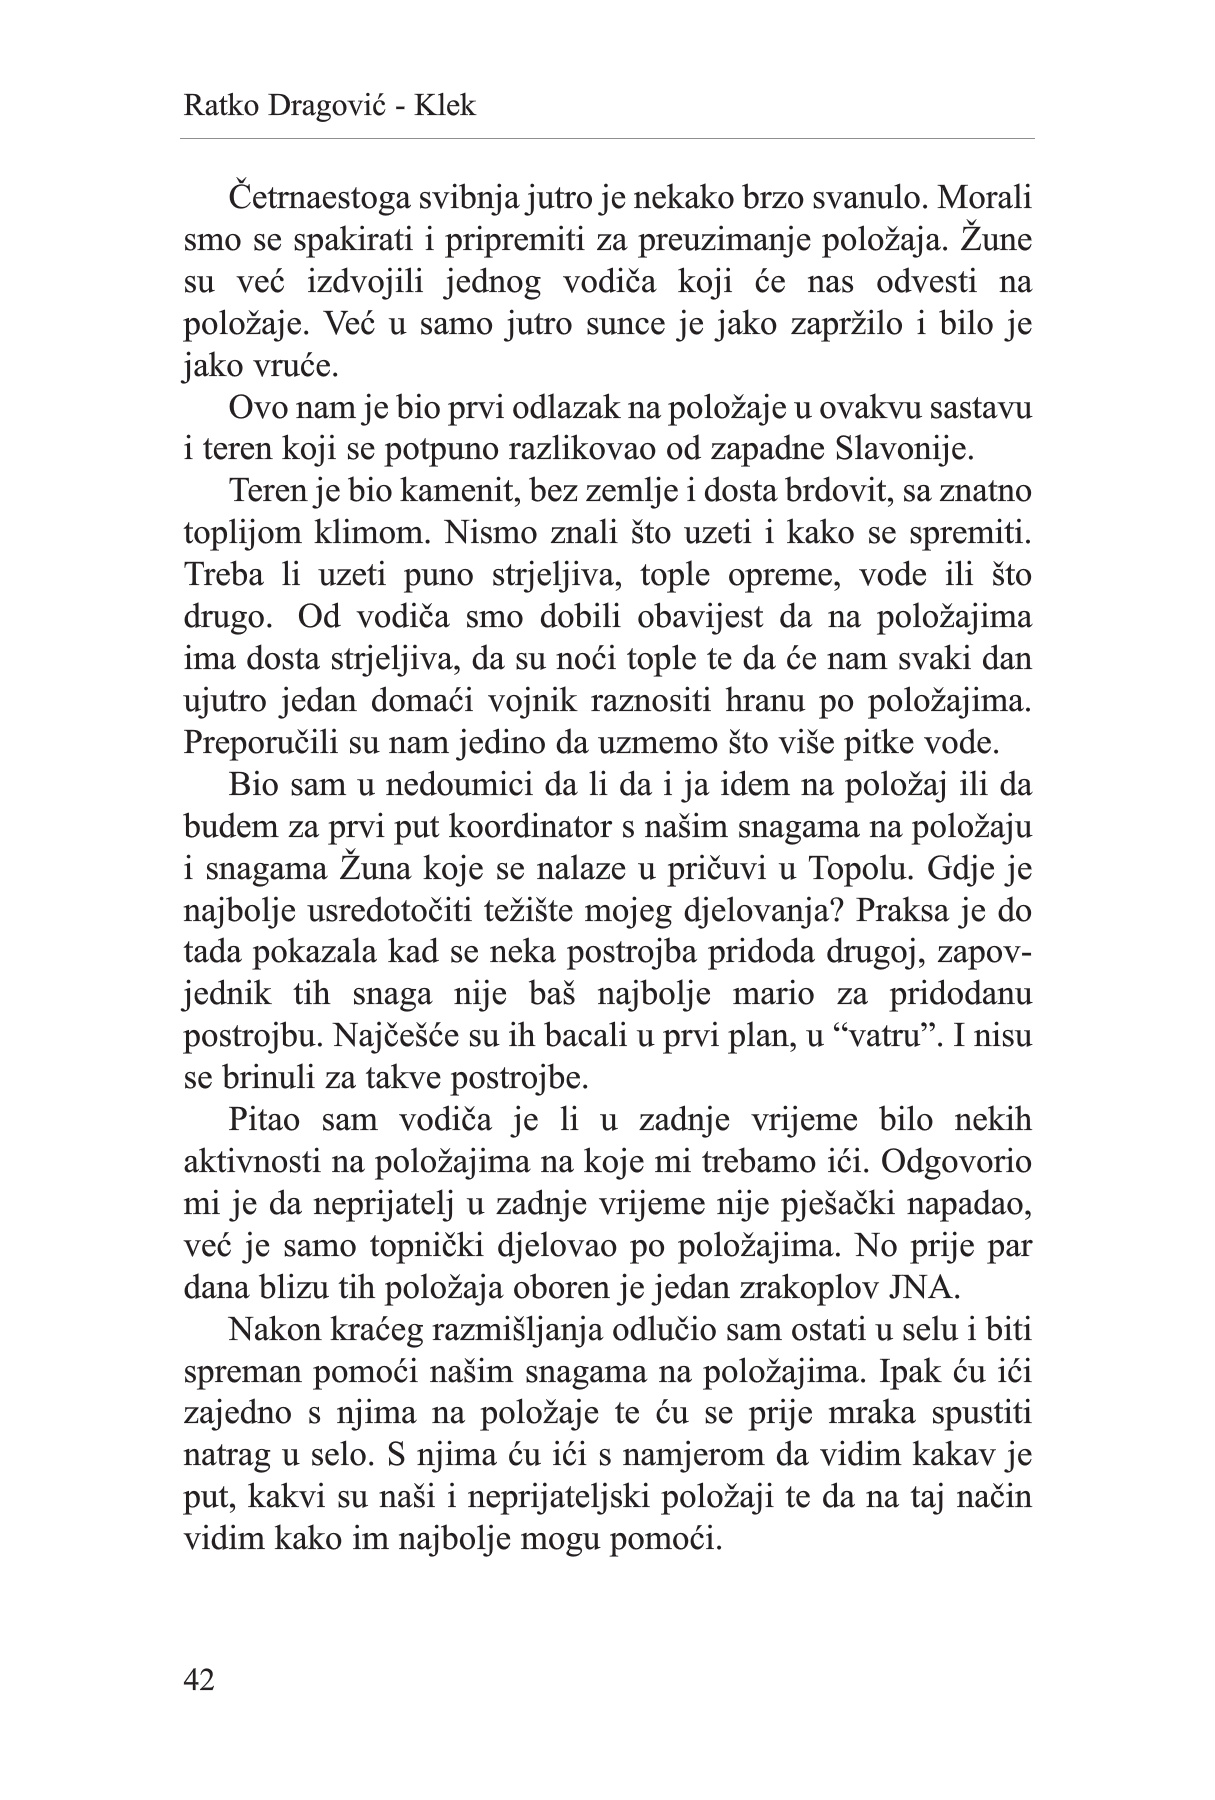 Ratko Dragović - Klek
Četrnaestoga svibnja jutro je nekako brzo svanulo. Morali
smo se spakirati i pripremiti za preuzimanje položaja. Žune
su već izdvojili jednog vodiča koji će nas odvesti na
položaje. Već u samo jutro sunce je jako zapržilo i bilo je
jako vruće.
Ovo nam je bio prvi odlazak na položaje u ovakvu sastavu
i teren koji se potpuno razlikovao od zapadne Slavonije.
Teren je bio kamenit, bez zemlje i dosta brdovit, sa znatno
toplijom klimom. Nismo znali što uzeti i kako se spremiti.
Treba li uzeti puno strjeljiva, tople opreme, vode ili što
drugo. Od vodiča smo dobili obavijest da na položajima
ima dosta strjeljiva, da su noći tople te da će nam svaki dan
ujutro jedan domaći vojnik raznositi hranu po položajima.
Preporučili su nam jedino da uzmemo što više pitke vode.
Bio sam u nedoumici da li da i ja idem na položaj ili da
budem za prvi put koordinator s našim snagama na položaju
i snagama Žuna koje se nalaze u pričuvi u Topolu. Gdje je
najbolje usredotočiti težište mojeg djelovanja? Praksa je do
tada pokazala kad se neka postrojba pridoda drugoj, zapov-
jednik tih snaga nije baš najbolje mario za pridodanu
postrojbu. Najčešće su ih bacali u prvi plan, u “vatru”. I nisu
se brinuli za takve postrojbe.
Pitao sam vodiča je li u zadnje vrijeme bilo nekih
aktivnosti na položajima na koje mi trebamo ići. Odgovorio
mi je da neprijatelj u zadnje vrijeme nije pješački napadao,
već je samo topnički djelovao po položajima. No prije par
dana blizu tih položaja oboren je jedan zrakoplov JNA.
Nakon kraćeg razmišljanja odlučio sam ostati u selu i biti
spreman pomoći našim snagama na položajima. Ipak ću ići
zajedno s njima na položaje te ću se prije mraka spustiti
natrag u selo. S njima ću ići s namjerom da vidim kakav je
put, kakvi su naši i neprijateljski položaji te da na taj način
vidim kako im najbolje mogu pomoći.
42